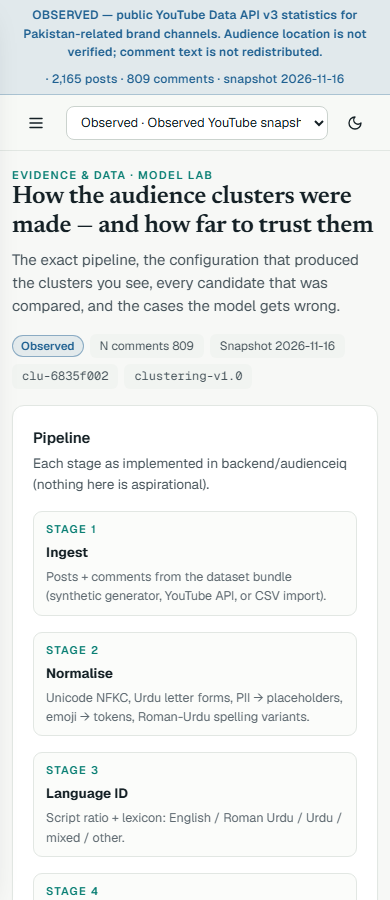 OBSERVED — public YouTube Data API v3 statistics for
Pakistan-related brand channels. Audience location is not
verified; comment text is not redistributed.
· 2,165 posts · 809 comments · snapshot 2026-11-16
Observed · Observed YouTube snapsh
EVIDENCE & DATA · MODEL LAB
How the audience clusters were
made — and how far to trust them
The exact pipeline, the configuration that produced
the clusters you see, every candidate that was
compared, and the cases the model gets wrong.
Observed
N comments 809
Snapshot 2026-11-16
clu-6835f002
clustering-v1.0
Pipeline
Each stage as implemented in backend/audienceiq
(nothing here is aspirational).
STAGE 1
Ingest
Posts + comments from the dataset bundle
(synthetic generator, YouTube API, or CSV import).
STAGE 2
Normalise
Unicode NFKC, Urdu letter forms, PII → placeholders,
emoji → tokens, Roman-Urdu spelling variants.
STAGE 3
Language ID
Script ratio + lexicon: English / Roman Urdu / Urdu /
mixed / other.
STAGE 4